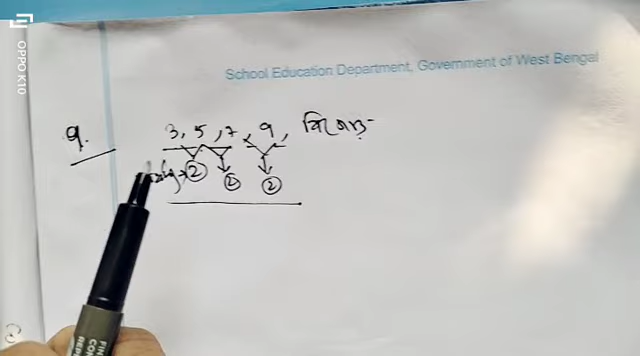 OPPO K10
School Education Department, Government of West Bengal
9. 3, 5, 7, 9, বিজোড়
② ② ②